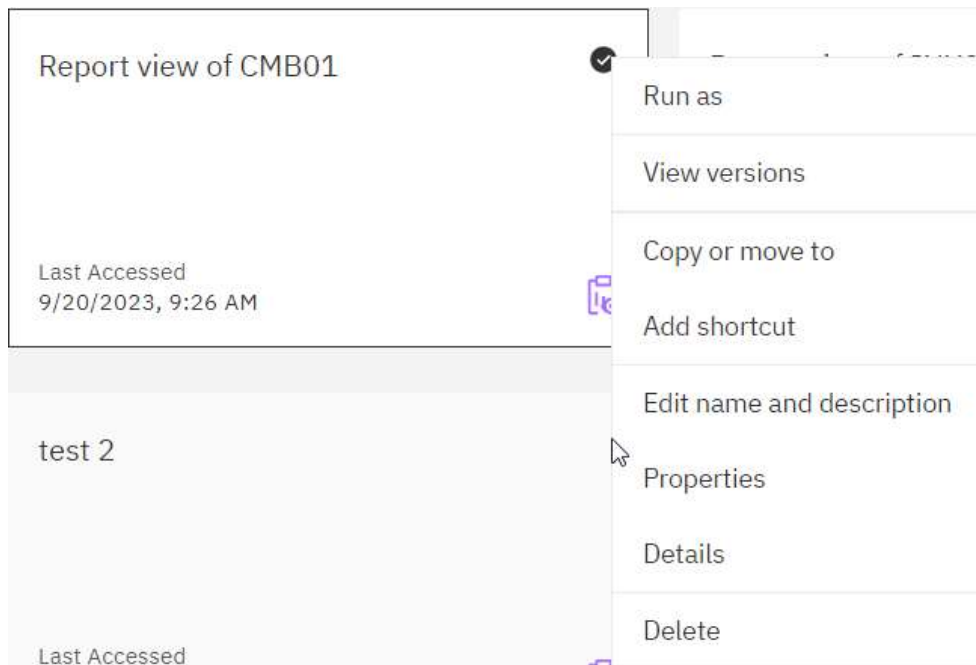 Report view of CMB01
Last Accessed
9/20/2023, 9:26 AM
test 2
Last Accessed
Run as
View versions
Copy or move to
Add shortcut
Edit name and description
Properties
Details
Delete